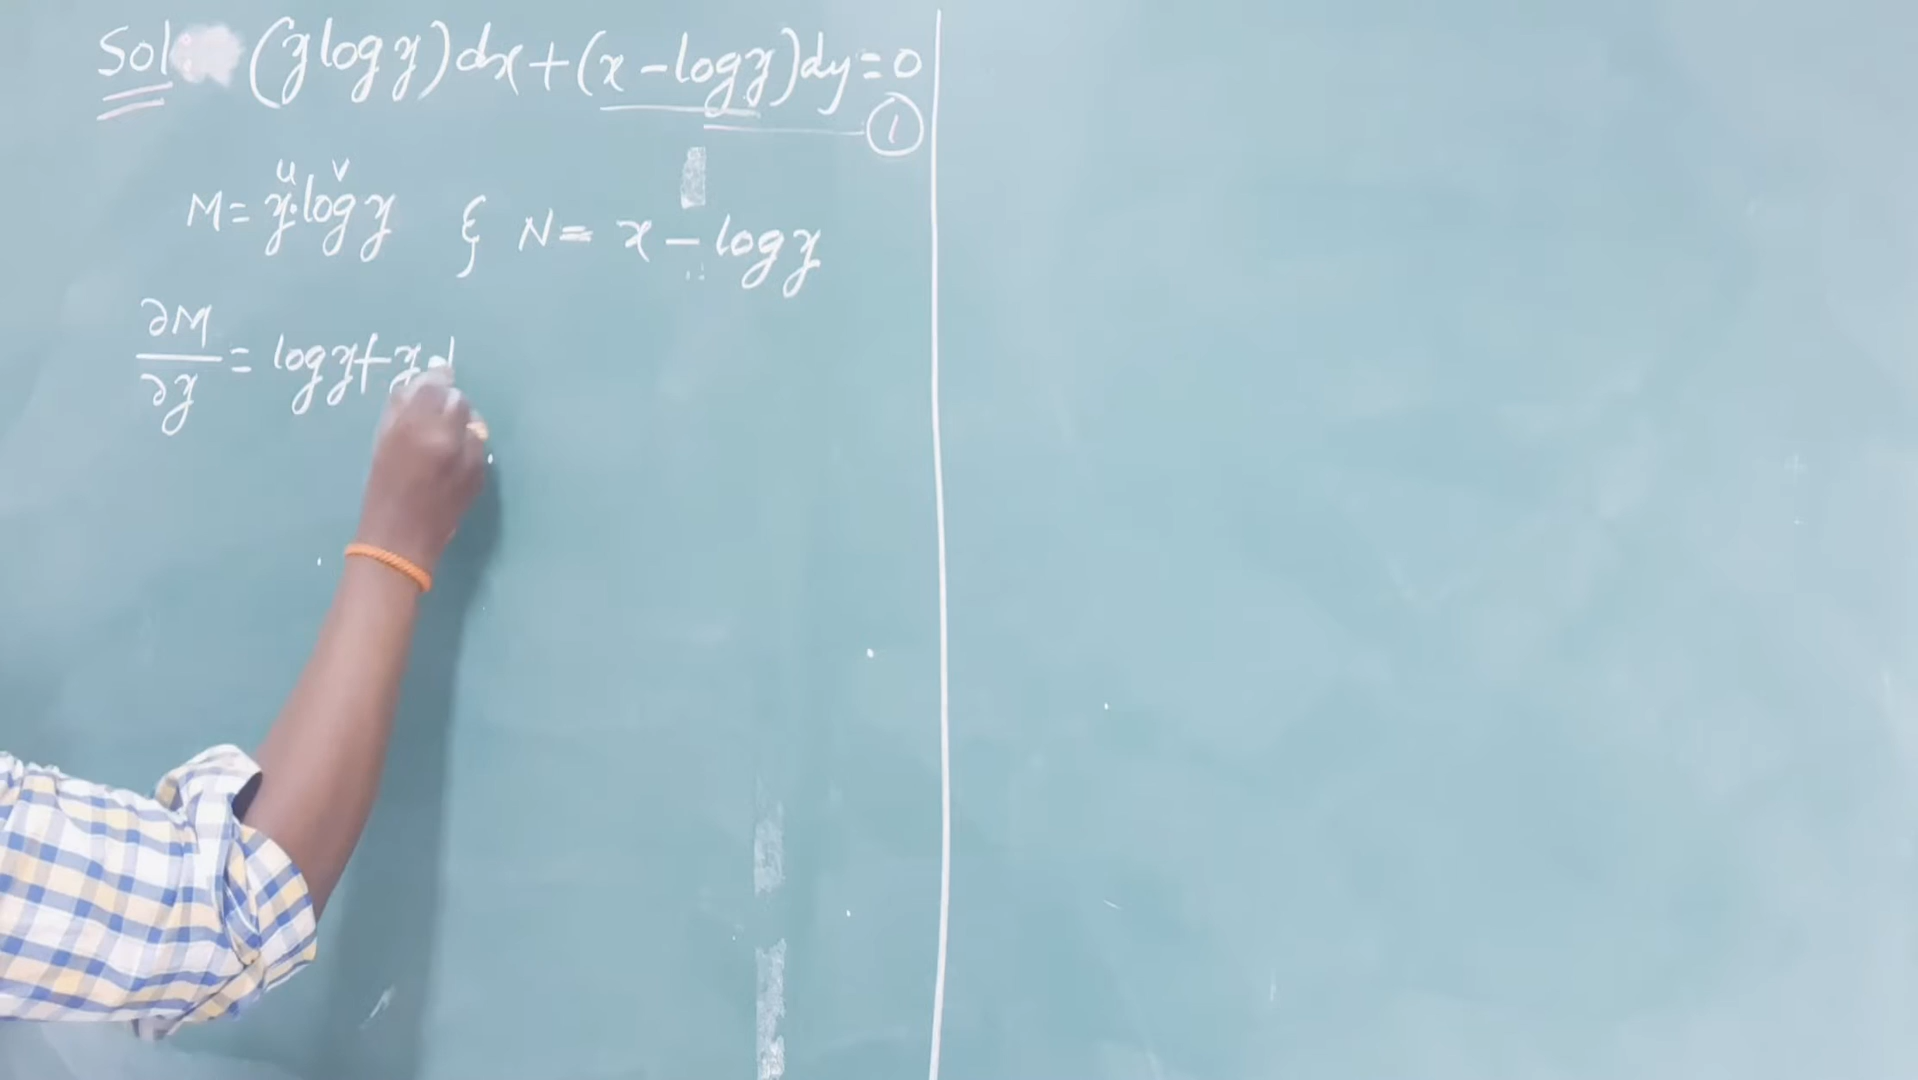 Sol: (y log y) dx + (x - log y) dy = 0
1
u v
M = y · log y } N = x - log y
∂M/∂y = log y + y ·